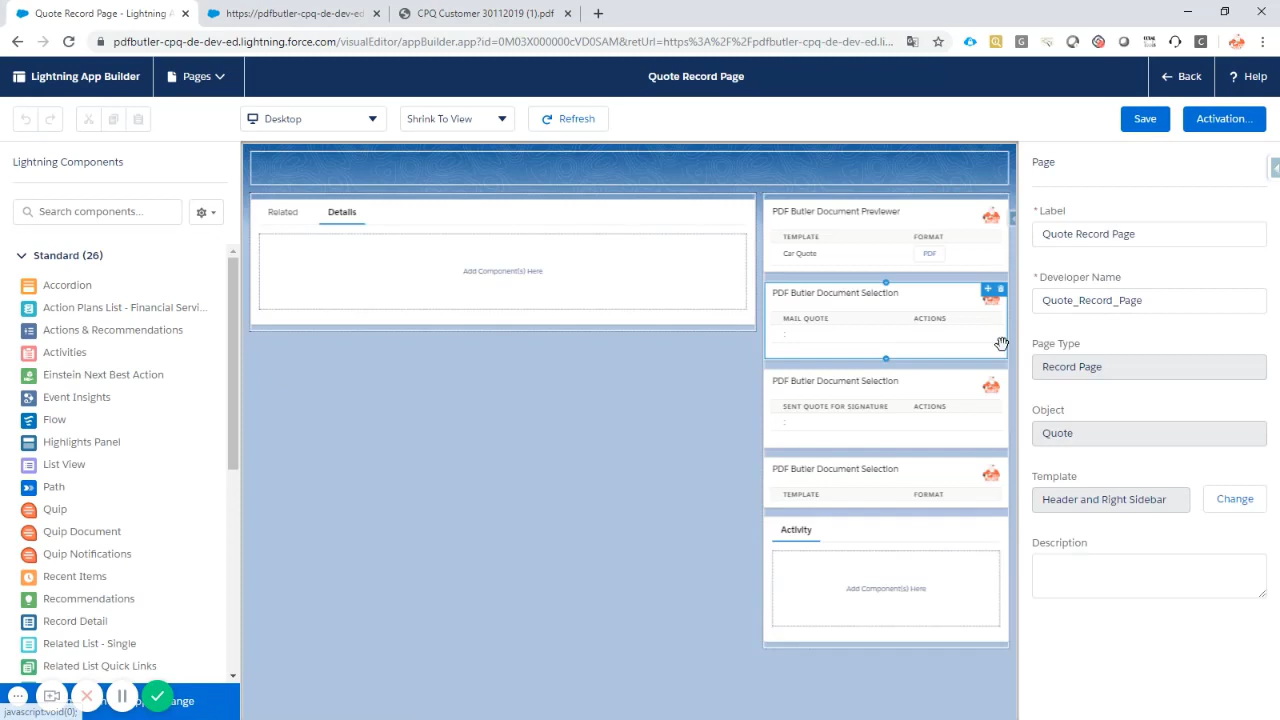 Quote Record Page - Lightning A
https://pdfbutler-cpq-de-dev-ed
CPQ Customer 30112019 (1).pdf
pdfbutler-cpq-de-dev-ed.lightning.force.com/visualEditor/appBuilder.app?id=0M03X000000cVD0SAM&retUrl=https%3A%2F%2Fpdfbutler-cpq-de-dev-ed.li...
Lightning App Builder
Pages
Quote Record Page
Back
? Help
Desktop
Shrink To View
Refresh
Save
Activation...
Lightning Components
Search components...
Standard (26)
Accordion
Action Plans List - Financial Servi...
Actions & Recommendations
Activities
Einstein Next Best Action
Event Insights
Flow
Highlights Panel
List View
Path
Quip
Quip Document
Quip Notifications
Recent Items
Recommendations
Record Detail
Related List - Single
Related List Quick Links
nge
javascript:void(0);
Related
Details
Add Component(s) Here
PDF Butler Document Previewer
TEMPLATE
FORMAT
Car Quote
PDF
PDF Butler Document Selection
MAIL QUOTE
ACTIONS
:
PDF Butler Document Selection
SENT QUOTE FOR SIGNATURE
ACTIONS
:
PDF Butler Document Selection
TEMPLATE
FORMAT
Activity
Add Component(s) Here
Page
*Label
Quote Record Page
*Developer Name
Quote_Record_Page
Page Type
Record Page
Object
Quote
Template
Header and Right Sidebar
Change
Description